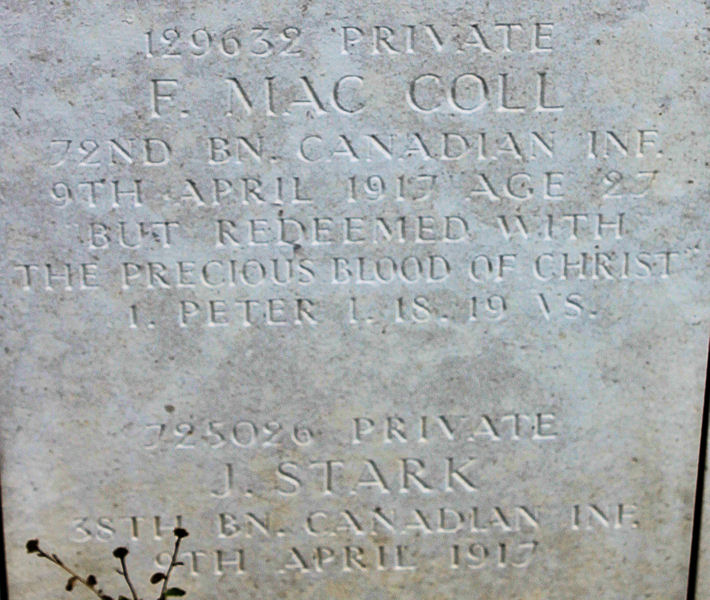 129632 PRIVATE
F. MAC COLL
72ND BN. CANADIAN INF.
9TH APRIL 1917 AGE 27
"BUT REDEEMED WITH
THE PRECIOUS BLOOD OF CHRIST"
1. PETER 1. 18. 19 VS.
725026 PRIVATE
J. STARK
38TH BN. CANADIAN INF.
9TH APRIL 1917